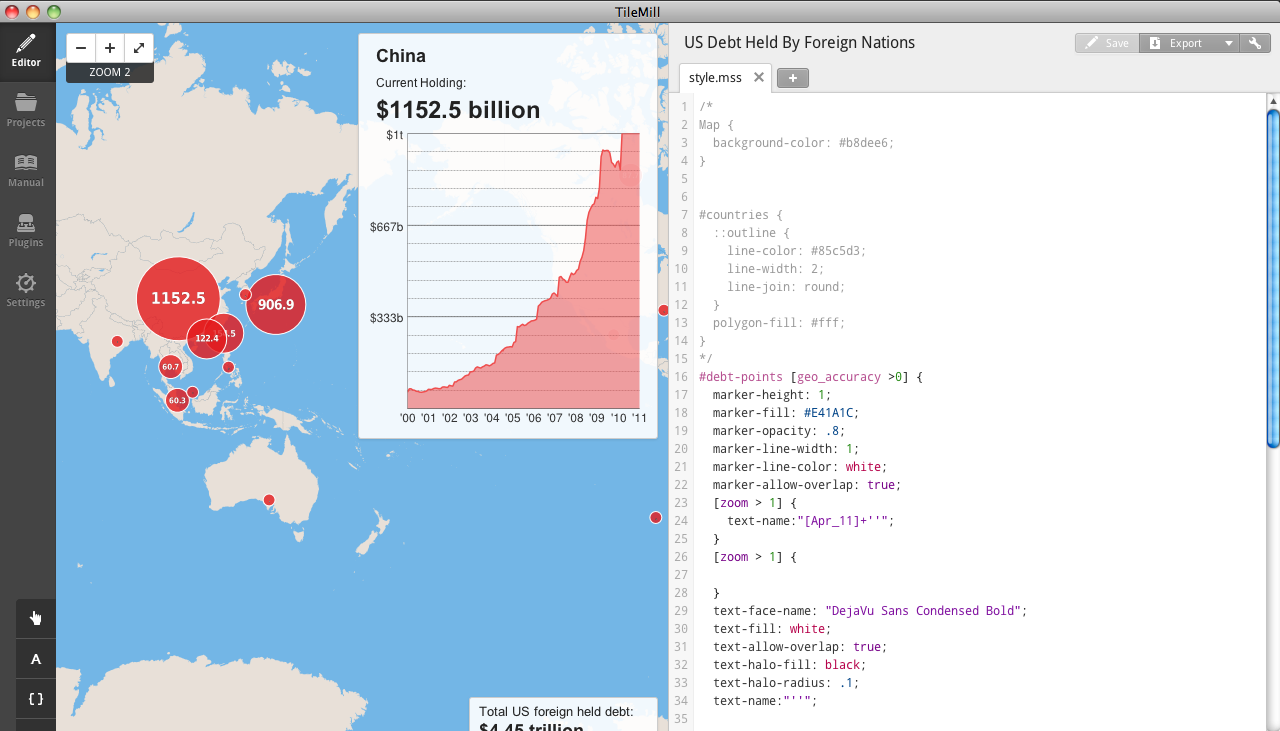 TileMill
Editor
Projects
Manual
Plugins
Settings
A
{ }
− + 
ZOOM 2
1152.5
906.9
122.4
60.7
60.3
China
Current Holding:
$1152.5 billion
$1t
$667b
$333b
'00 '01 '02 '03 '04 '05 '06 '07 '08 '09 '10 '11
Total US foreign held debt:
$4.45 trillion
US Debt Held By Foreign Nations
Save Export
style.mss ✕ +
1 /*
2 Map {
3 background-color: #b8dee6;
4 }
5
6
7 #countries {
8 ::outline {
9 line-color: #85c5d3;
10 line-width: 2;
11 line-join: round;
12 }
13 polygon-fill: #fff;
14 }
15 */
16 #debt-points [geo_accuracy >0] {
17 marker-height: 1;
18 marker-fill: #E41A1C;
19 marker-opacity: .8;
20 marker-line-width: 1;
21 marker-line-color: white;
22 marker-allow-overlap: true;
23 [zoom > 1] {
24 text-name:"[Apr_11]+''";
25 }
26 [zoom > 1] {
27
28 }
29 text-face-name: "DejaVu Sans Condensed Bold";
30 text-fill: white;
31 text-allow-overlap: true;
32 text-halo-fill: black;
33 text-halo-radius: .1;
34 text-name:"''";
35